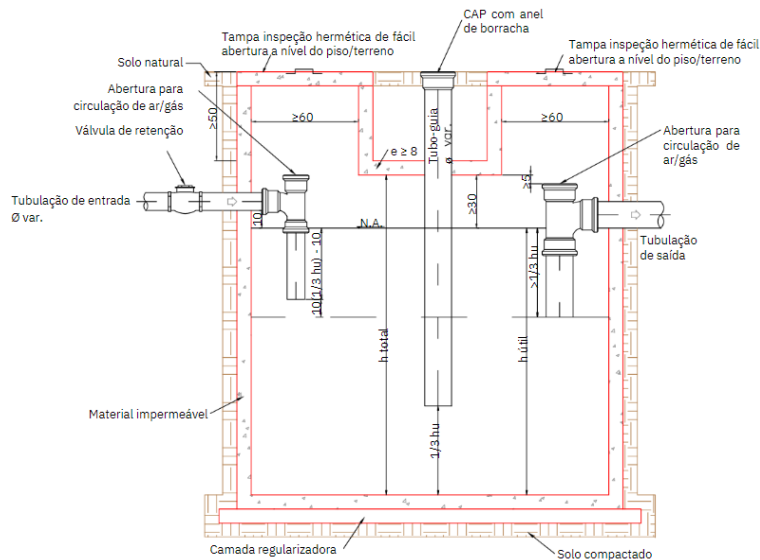 CAP com anel
de borracha
Tampa inspeção hermética de fácil
abertura a nível do piso/terreno
Tampa inspeção hermética de fácil
abertura a nível do piso/terreno
Solo natural
Abertura para
circulação de ar/gás
Válvula de retenção
≥50
≥60
≥60
Tubo-guia
ø var.
e ≥ 8
Abertura para
circulação de
ar/gás
≥5
≥30
Tubulação de entrada
Ø var.
10
N.A.
Tubulação
de saída
10(1/3 hu) - 10
≥1/3 hu
h total
h útil
1/3 hu
Material impermeável
Camada regularizadora
Solo compactado